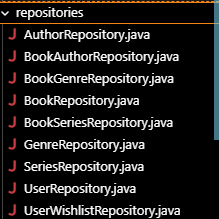 repositories
AuthorRepository.java
BookAuthorRepository.java
BookGenreRepository.java
BookRepository.java
BookSeriesRepository.java
GenreRepository.java
SeriesRepository.java
UserRepository.java
UserWishlistRepository.java